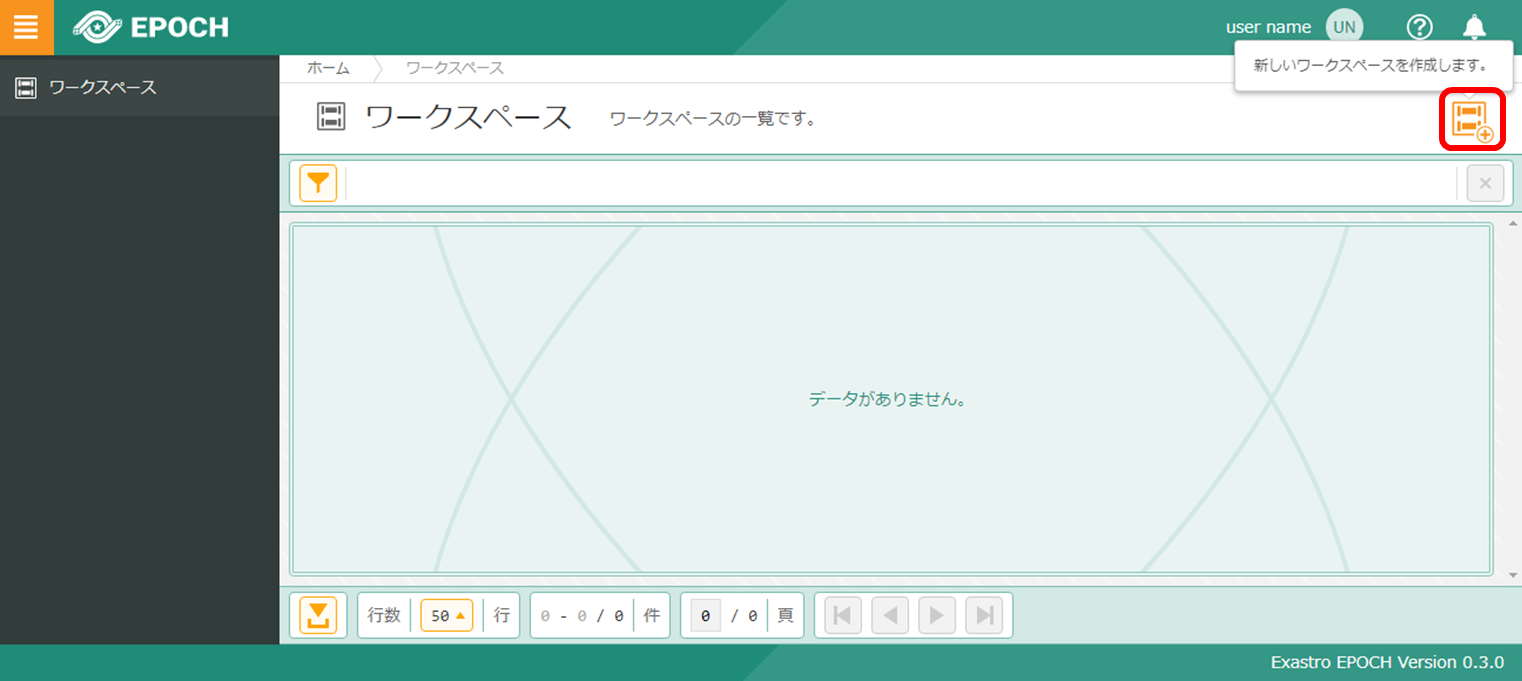 EPOCH
user name UN
新しいワークスペースを作成します。
ワークスペース
ホーム ワークスペース
ワークスペース ワークスペースの一覧です。
データがありません。
行数 50 行 0 - 0 / 0 件 0 / 0 頁
Exastro EPOCH Version 0.3.0